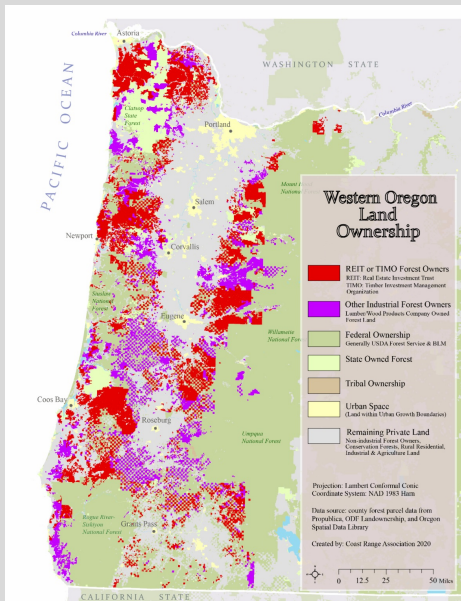 Columbia River
Astoria
WASHINGTON STATE
PACIFIC OCEAN
Clatsop
State
Forest
Columbia River
Portland
Mount
National
Salem
Newport
Corvallis
Siuslaw
National
Forest
Eugene
Willamette
National
Coos Bay
Roseburg
Umpqua
National Forest
Rogue River-
Siskiyou
National Forest
Grants Pass
CALIFORNIA STATE
Western Oregon
Land
Ownership
REIT or TIMO Forest Owners
REIT: Real Estate Investment Trust
TIMO: Timber Investment Management
Organization
Other Industrial Forest Owners
Lumber/Wood Products Company Owned
Forest Land
Federal Ownership
Generally USDA Forest Service & BLM
State Owned Forest
Tribal Ownership
Urban Space
(Land within Urban Growth Boundaries)
Remaining Private Land
Non-industrial Forest Owners,
Conservation Forests, Rural Residential,
Industrial & Agriculture Land
Projection: Lambert Conformed Conic
Coordinate System: NAD 1983 Harn
Data source: county forest parcel data from
Propublica, ODF Landownership, and Oregon
Spatial Data Library
Created by: Coast Range Association 2020
0 12.5 25 50 Miles